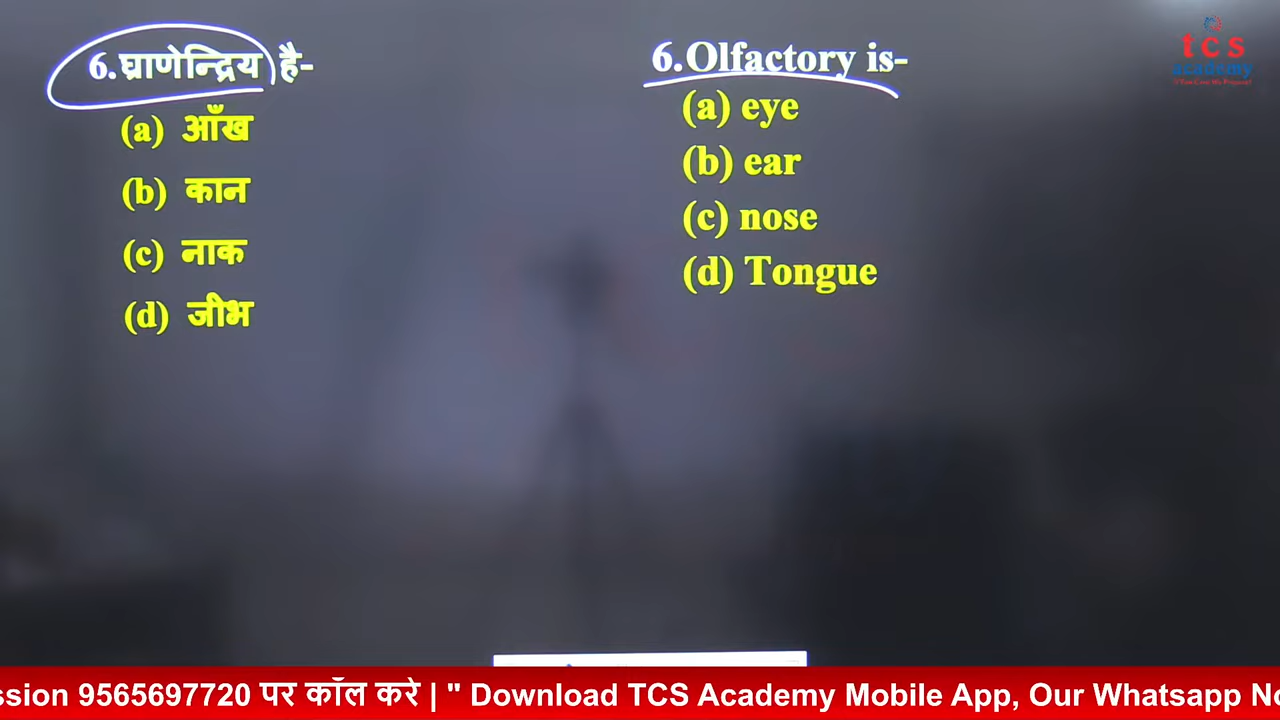 6.घ्राणेन्द्रिय है-
(a) आँख
(b) कान
(c) नाक
(d) जीभ
6.Olfactory is-
(a) eye
(b) ear
(c) nose
(d) Tongue
tcs
academy
ssion 9565697720 पर कॉल करे | " Download TCS Academy Mobile App, Our Whatsapp No